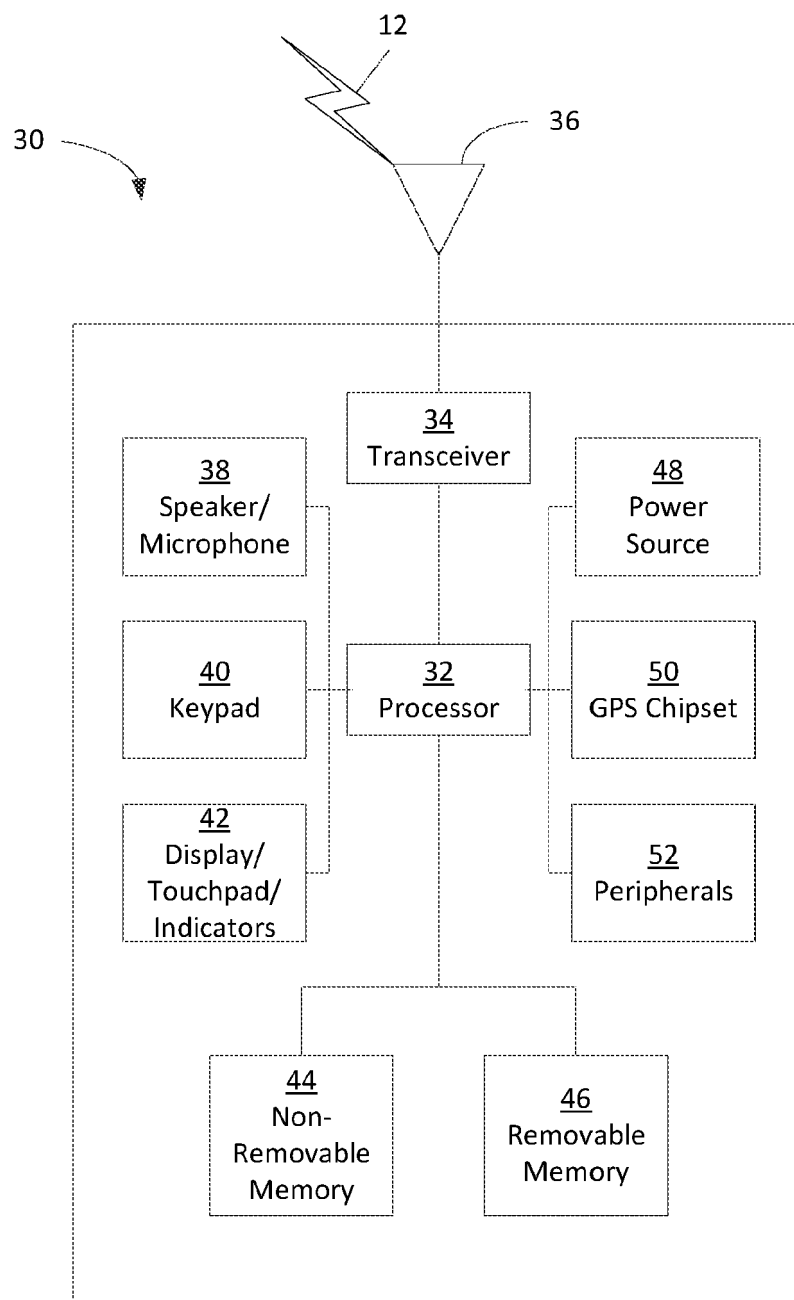 12
36
30
34
Transceiver
38
Speaker/
Microphone
48
Power
Source
40
Keypad
32
Processor
50
GPS Chipset
42
Display/
Touchpad/
Indicators
52
Peripherals
44
Non-
Removable
Memory
46
Removable
Memory